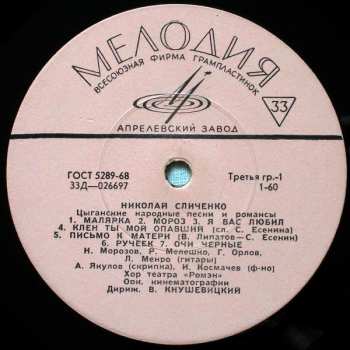 МЕЛОДИЯ
ВСЕСОЮЗНАЯ ФИРМА ГРАМПЛАСТИНОК
33
АПРЕЛЕВСКИЙ ЗАВОД
ГОСТ 5289-68
33Д—026697
Третья гр.-1
1-60
НИКОЛАЙ СЛИЧЕНКО
Цыганские народные песни и романсы
1. МАЛЯРКА 2. МОРОЗ 3. Я ВАС ЛЮБИЛ
4. КЛЕН ТЫ МОЙ ОПАВШИЙ (сл. С. Есенина)
5. ПИСЬМО К МАТЕРИ (В. Липатов—С. Есенин)
6. РУЧЕЕК 7. ОЧИ ЧЕРНЫЕ
Н. Морозов, Р. Мелешко, Г. Орлов,
Л. Менро (гитары)
А. Якулов (скрипка), И. Космачев (ф-но)
Хор театра «Ромэн»
Орк. кинематографии
Дириж. В. КНУШЕВИЦКИЙ